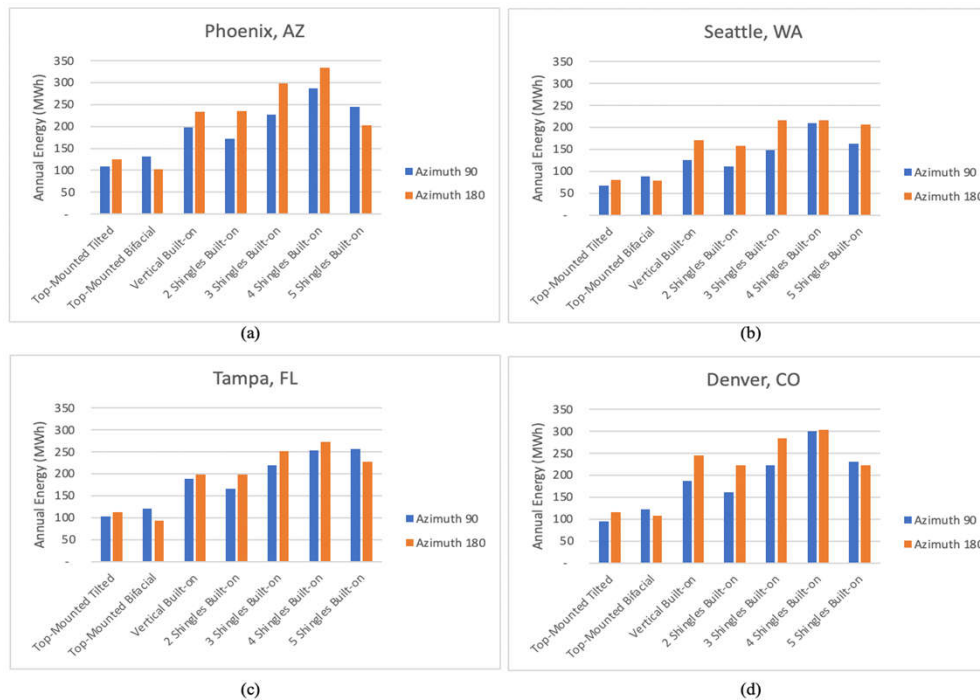 Phoenix, AZ
Annual Energy (MWh)
350
300
250
200
150
100
50
-
Top-Mounted Tilted
Top-Mounted Bifacial
Vertical Built-on
2 Shingles Built-on
3 Shingles Built-on
4 Shingles Built-on
5 Shingles Built-on
Azimuth 90
Azimuth 180
(a)
Seattle, WA
Annual Energy (MWh)
350
300
250
200
150
100
50
-
Top-Mounted Tilted
Top-Mounted Bifacial
Vertical Built-on
2 Shingles Built-on
3 Shingles Built-on
4 Shingles Built-on
5 Shingles Built-on
Azimuth 90
Azimuth 180
(b)
Tampa, FL
Annual Energy (MWh)
350
300
250
200
150
100
50
-
Top-Mounted Tilted
Top-Mounted Bifacial
Vertical Built-on
2 Shingles Built-on
3 Shingles Built-on
4 Shingles Built-on
5 Shingles Built-on
Azimuth 90
Azimuth 180
(c)
Denver, CO
Annual Energy (MWh)
350
300
250
200
150
100
50
-
Top-Mounted Tilted
Top-Mounted Bifacial
Vertical Built-on
2 Shingles Built-on
3 Shingles Built-on
4 Shingles Built-on
5 Shingles Built-on
Azimuth 90
Azimuth 180
(d)